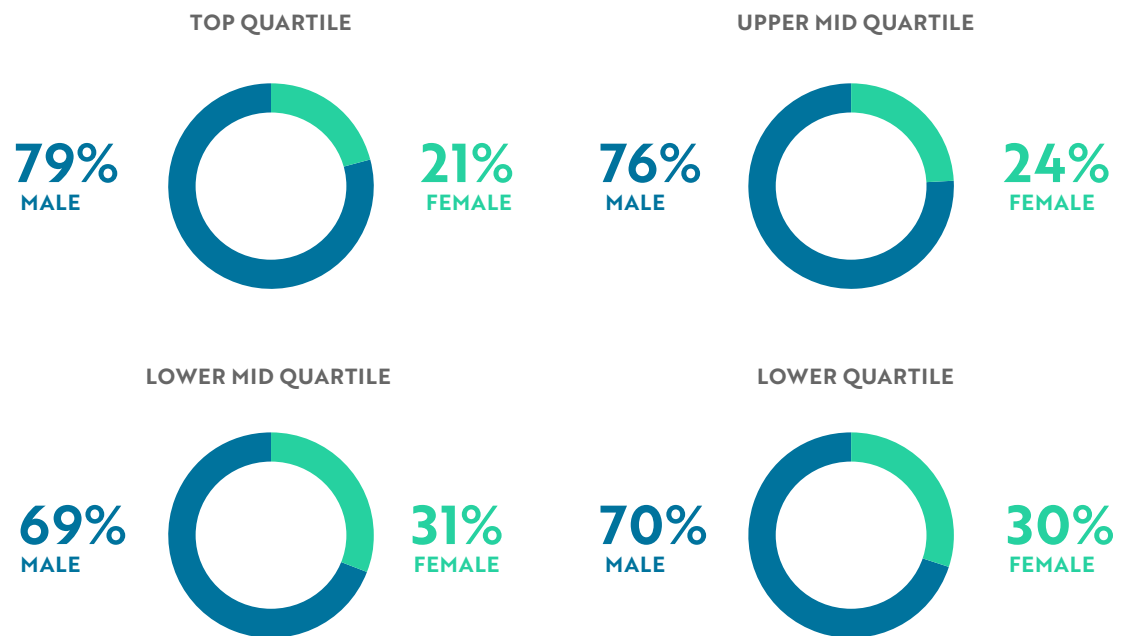 TOP QUARTILE
79%
MALE
21%
FEMALE
UPPER MID QUARTILE
76%
MALE
24%
FEMALE
LOWER MID QUARTILE
69%
MALE
31%
FEMALE
LOWER QUARTILE
70%
MALE
30%
FEMALE